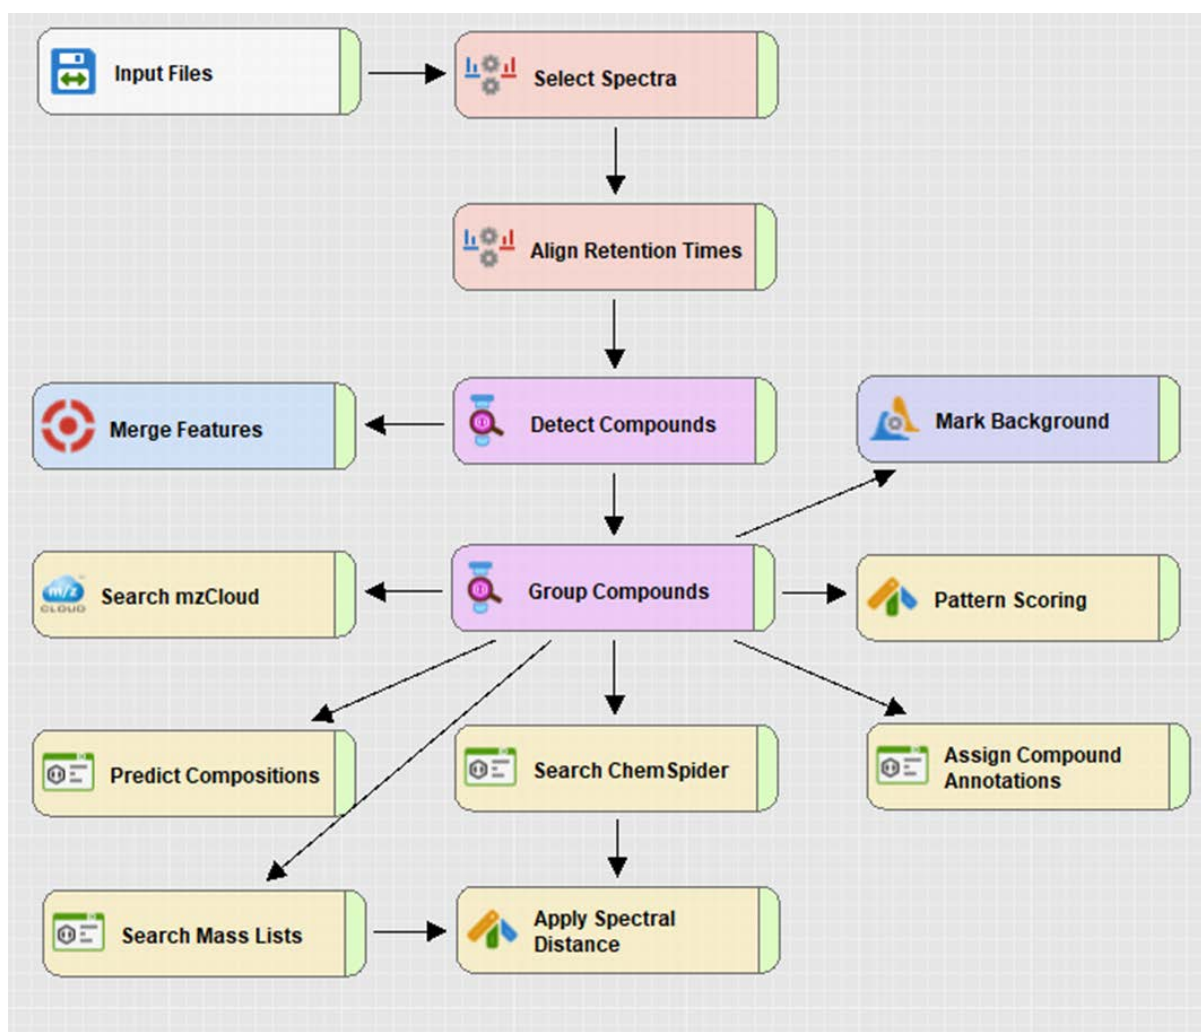 Input Files
Select Spectra
Align Retention Times
Merge Features
Detect Compounds
Mark Background
m/z
CLOUD
Search mzCloud
Group Compounds
Pattern Scoring
Predict Compositions
Search ChemSpider
Assign Compound
Annotations
Search Mass Lists
Apply Spectral
Distance